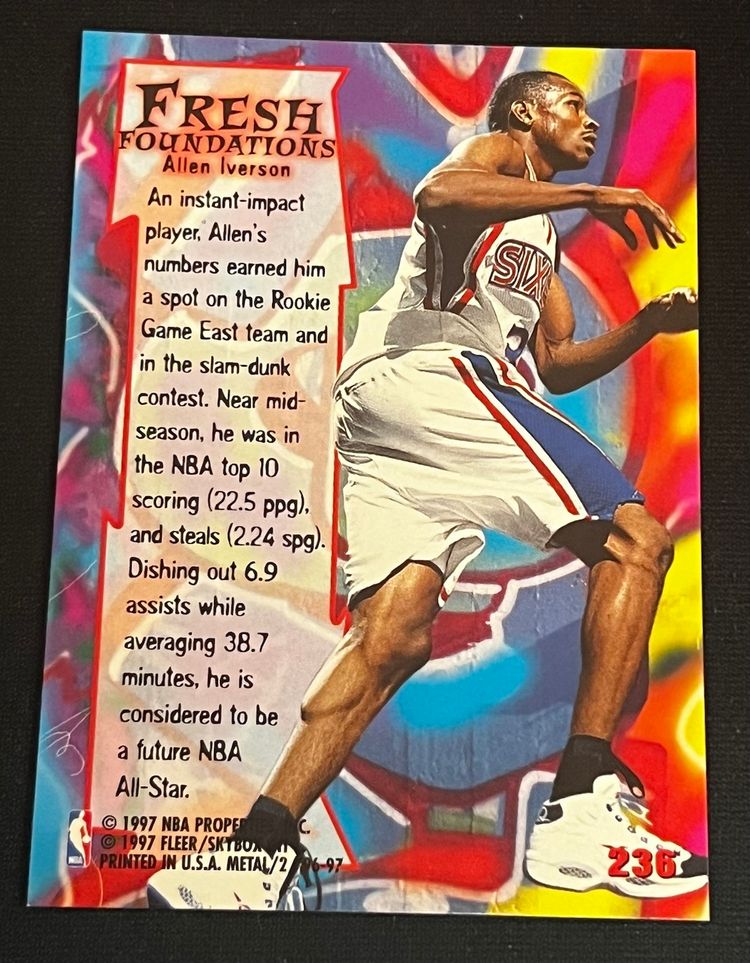 FRESH
FOUNDATIONS
Allen Iverson
An instant-impact
player, Allen's
numbers earned him
a spot on the Rookie
Game East team and
in the slam-dunk
contest. Near mid-
season, he was in
the NBA top 10
scoring (22.5 ppg),
and steals (2.24 spg).
Dishing out 6.9
assists while
averaging 38.7
minutes, he is
considered to be
a future NBA
All-Star.
SIX
© 1997 NBA PROPER C.
© 1997 FLEER/SKYBOX
PRINTED IN U.S.A. METAL/2 96-97
NBA
236